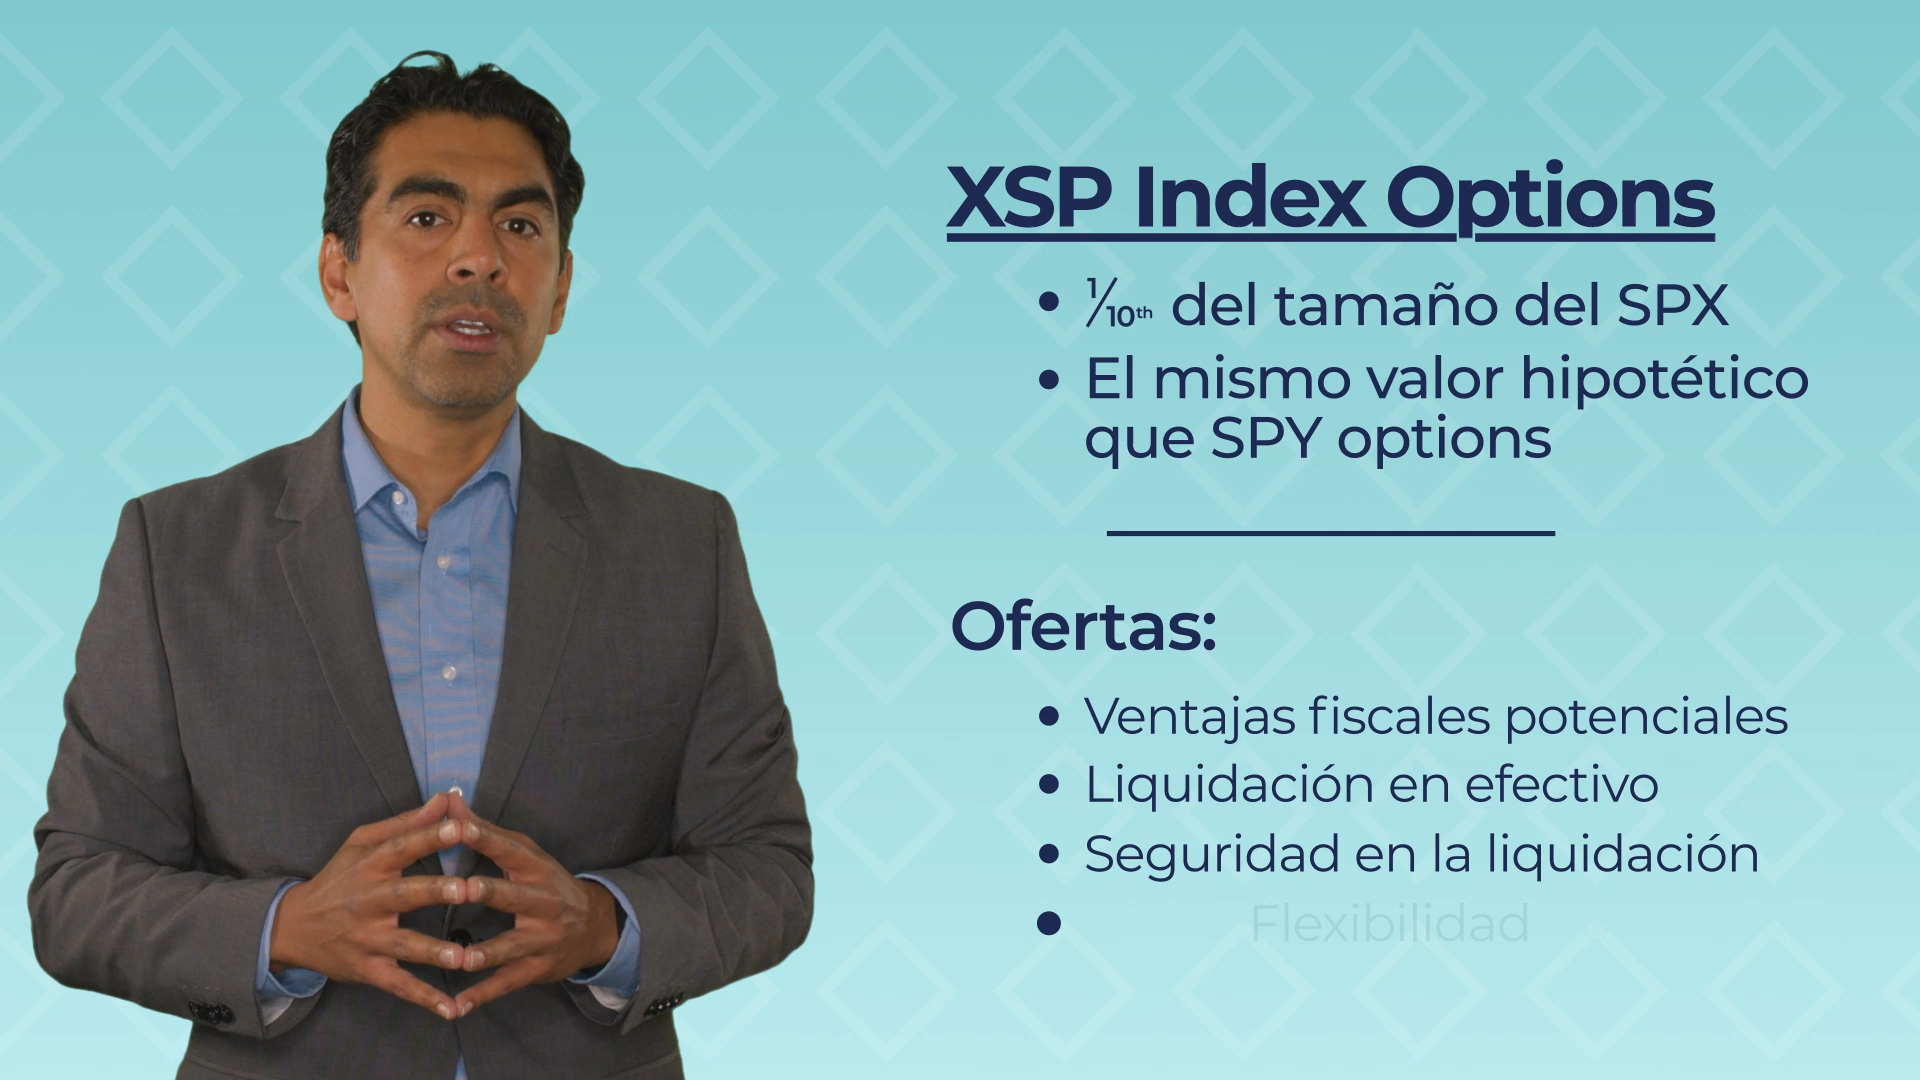 XSP Index Options
• 1/10th del tamaño del SPX
• El mismo valor hipotético
que SPY options
Ofertas:
• Ventajas fiscales potenciales
• Liquidación en efectivo
• Seguridad en la liquidación
• Flexibilidad